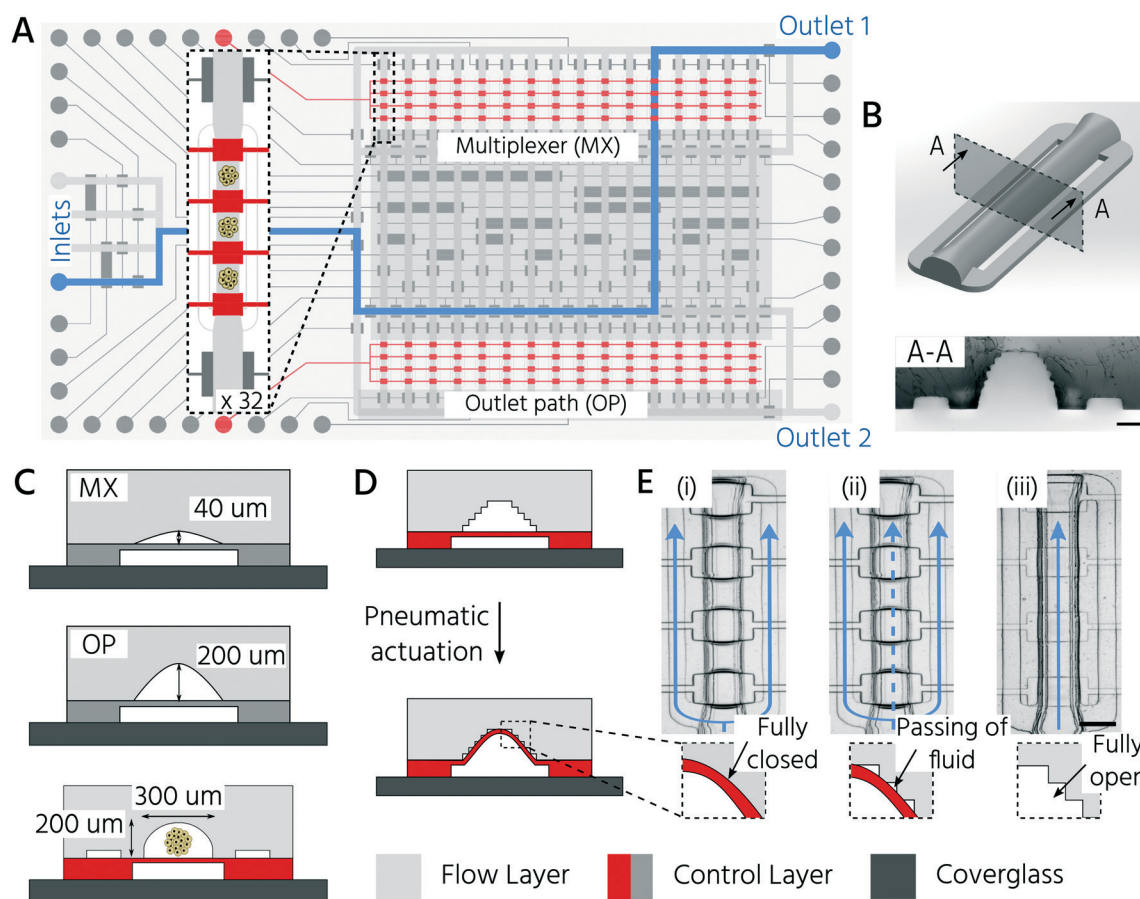 A
Outlet 1
Multiplexer (MX)
Inlets
x 32
Outlet path (OP)
Outlet 2
B
A
A
A-A
C
MX
40 um
OP
200 um
300 um
200 um
D
Pneumatic
actuation
E
(i)
(ii)
(iii)
Fully
closed
Passing of
fluid
Fully
open
Flow Layer
Control Layer
Coverglass